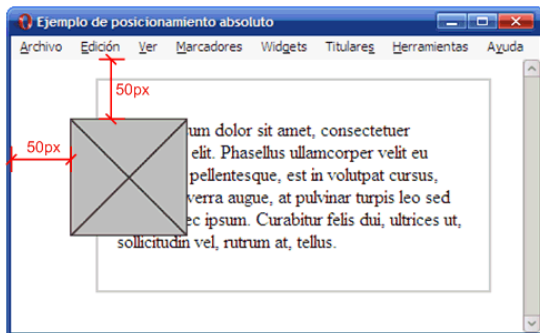 Ejemplo de posicionamiento absoluto
Archivo Edición Ver Marcadores Widgets Titulares Herramientas Ayuda
50px
50px
um dolor sit amet, consectetuer
elit. Phasellus ullamcorper velit eu
pellentesque, est in volutpat cursus,
verra augue, at pulvinar turpis leo sed
ec ipsum. Curabitur felis dui, ultrices ut,
sollicitudin vel, rutrum at, tellus.